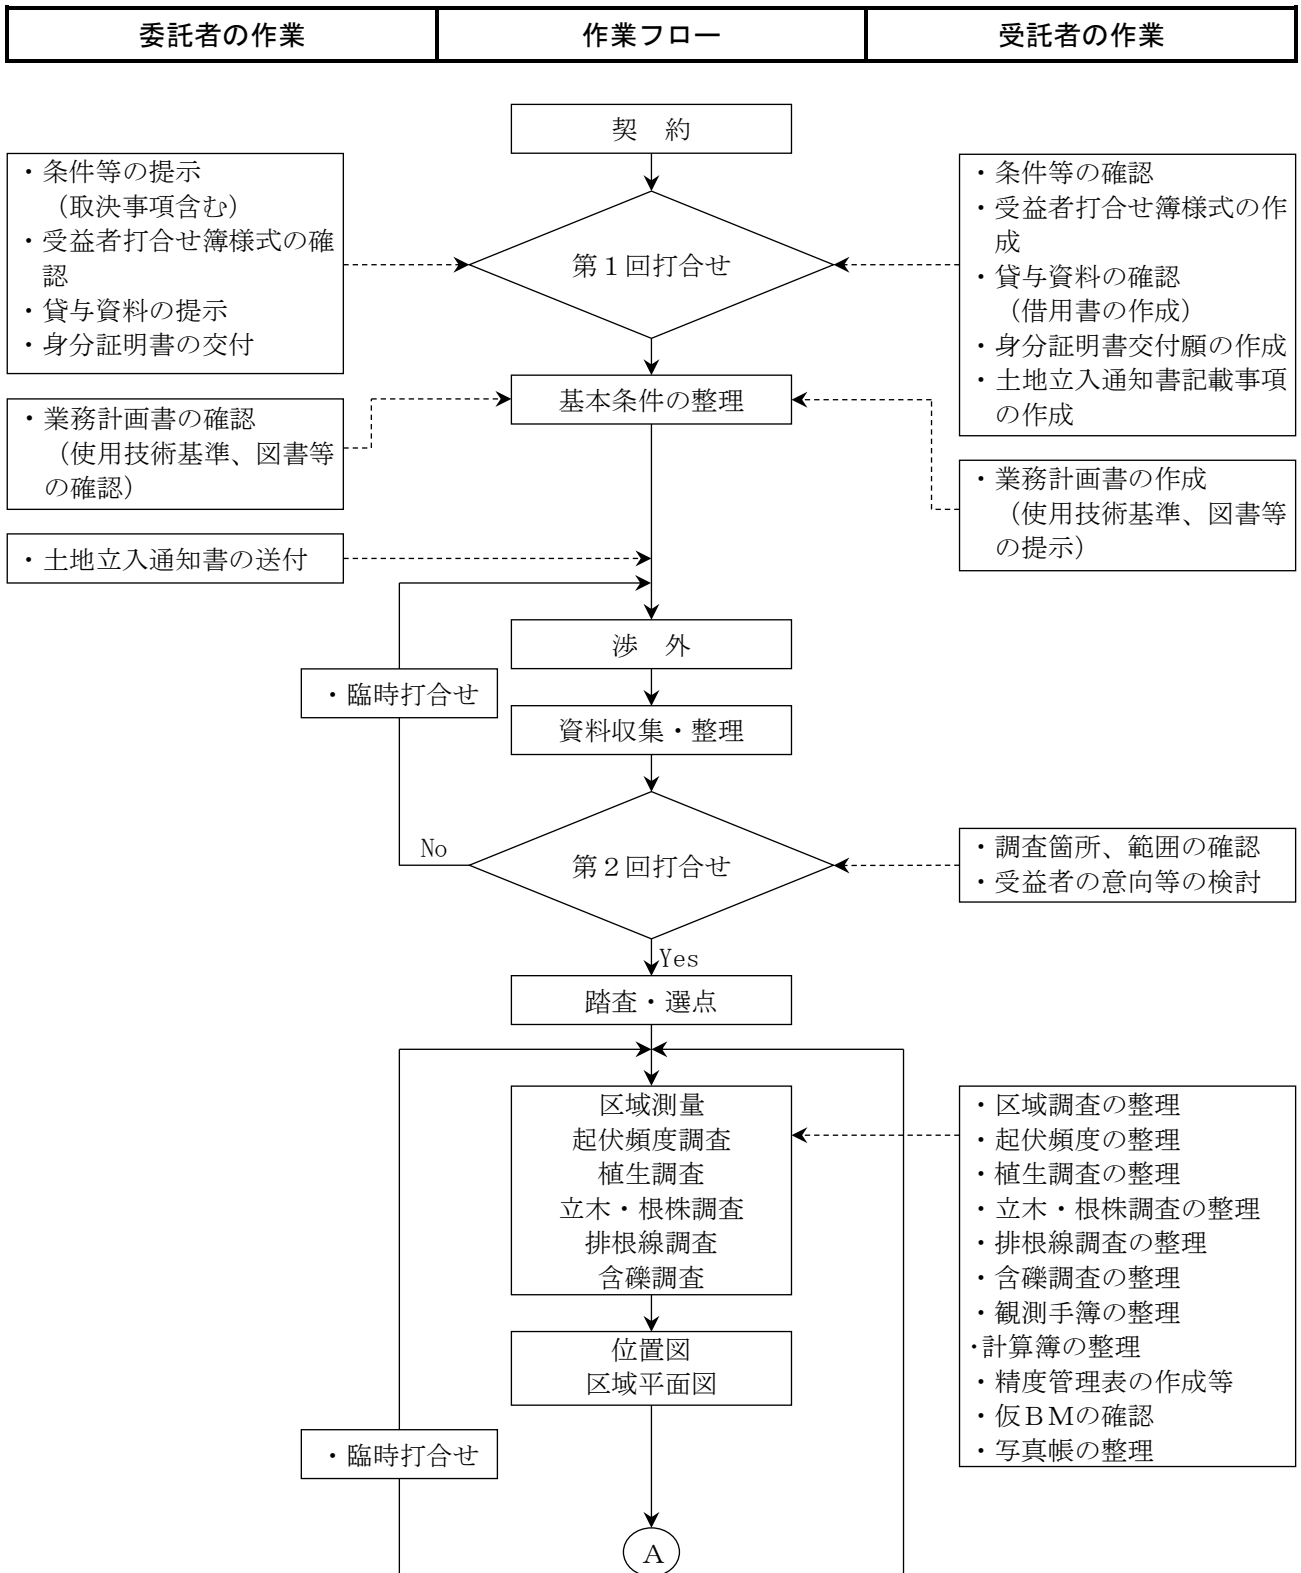 委託者の作業
作業フロー
受託者の作業
契　約
・条件等の提示
（取決事項含む）
・受益者打合せ簿様式の確
認
・貸与資料の提示
・身分証明書の交付
第１回打合せ
・条件等の確認
・受益者打合せ簿様式の作
成
・貸与資料の確認
（借用書の作成）
・身分証明書交付願の作成
・土地立入通知書記載事項
の作成
基本条件の整理
・業務計画書の確認
（使用技術基準、図書等
の確認）
・業務計画書の作成
（使用技術基準、図書等
の提示）
・土地立入通知書の送付
渉　外
・臨時打合せ
資料収集・整理
No
第２回打合せ
・調査箇所、範囲の確認
・受益者の意向等の検討
Yes
踏査・選点
区域測量
起伏頻度調査
植生調査
立木・根株調査
排根線調査
含礫調査
・区域調査の整理
・起伏頻度の整理
・植生調査の整理
・立木・根株調査の整理
・排根線調査の整理
・含礫調査の整理
・観測手簿の整理
・計算簿の整理
・精度管理表の作成等
・仮ＢＭの確認
・写真帳の整理
位置図
区域平面図
・臨時打合せ
Ａ